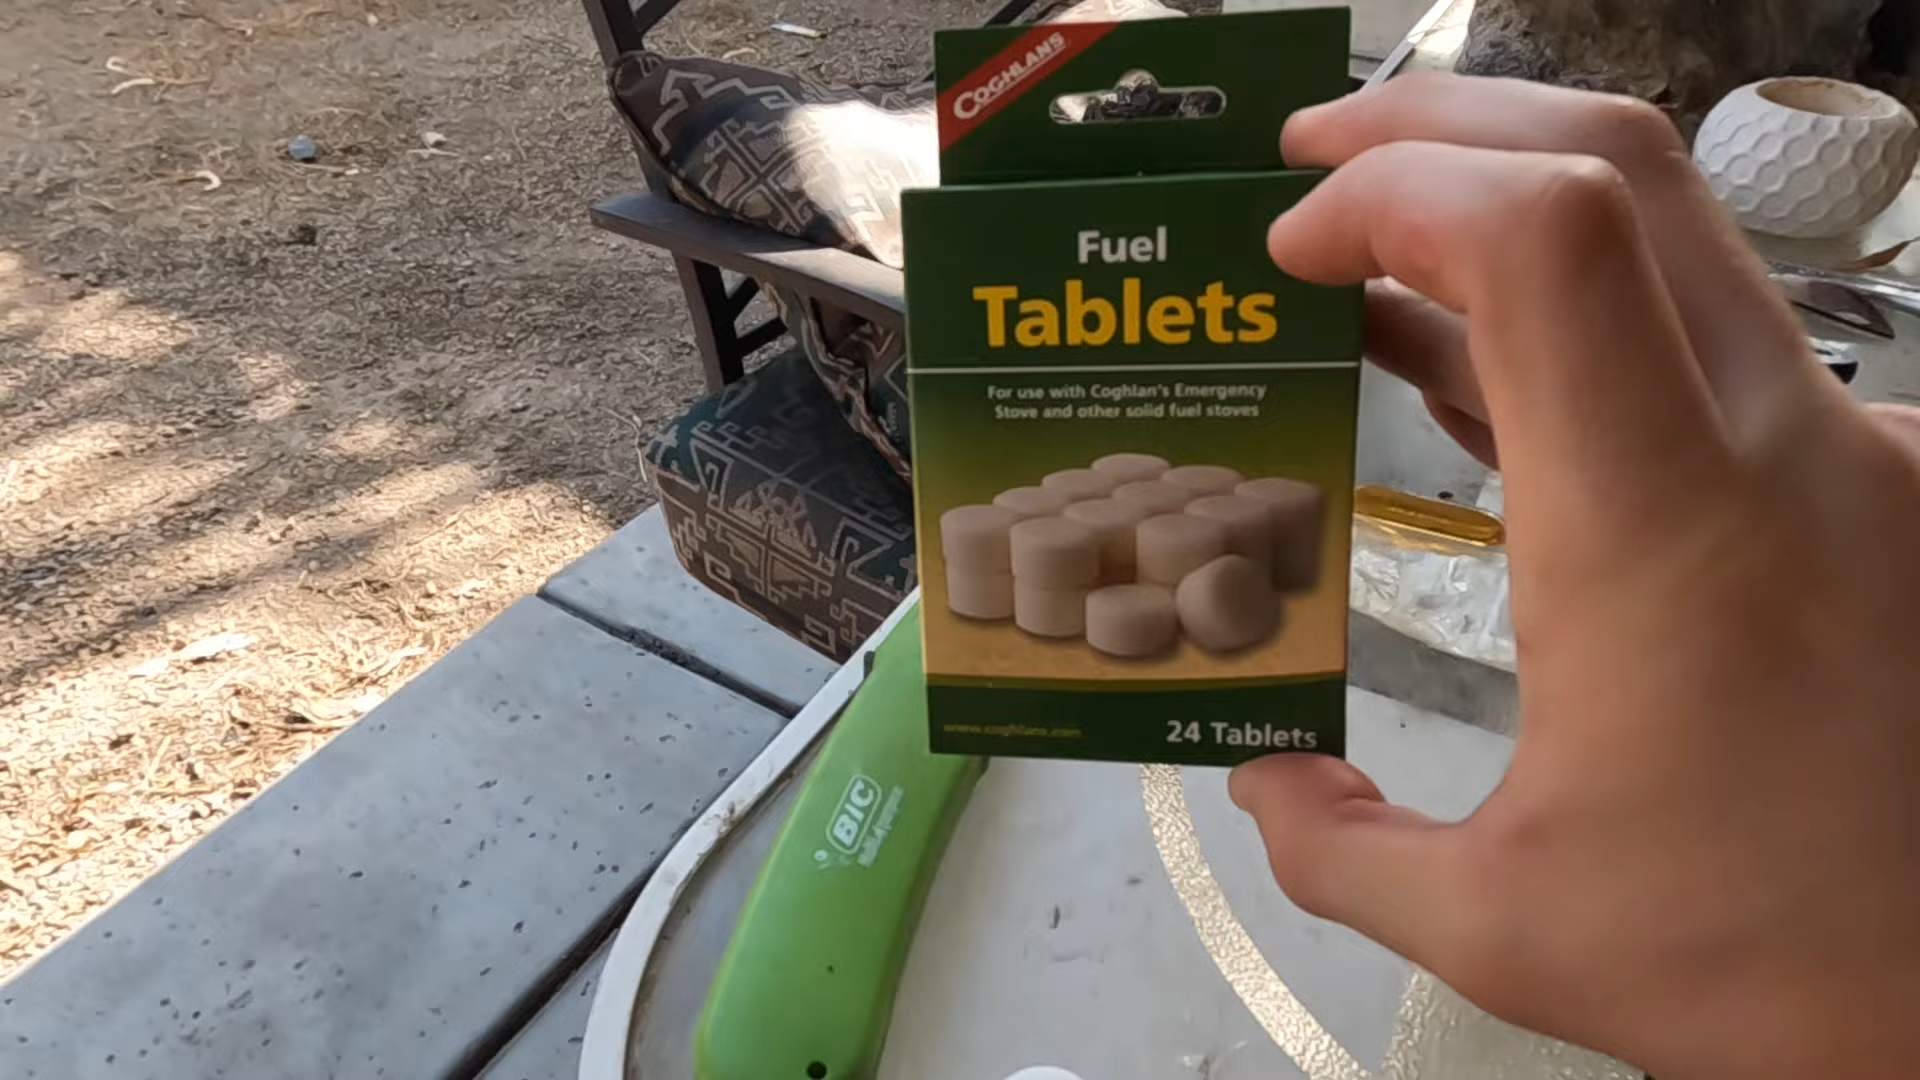 COGHLANS
Fuel
Tablets
For use with Coghlan's Emergency
Stove and other solid fuel stoves
www.coghlans.com
24 Tablets
BIC